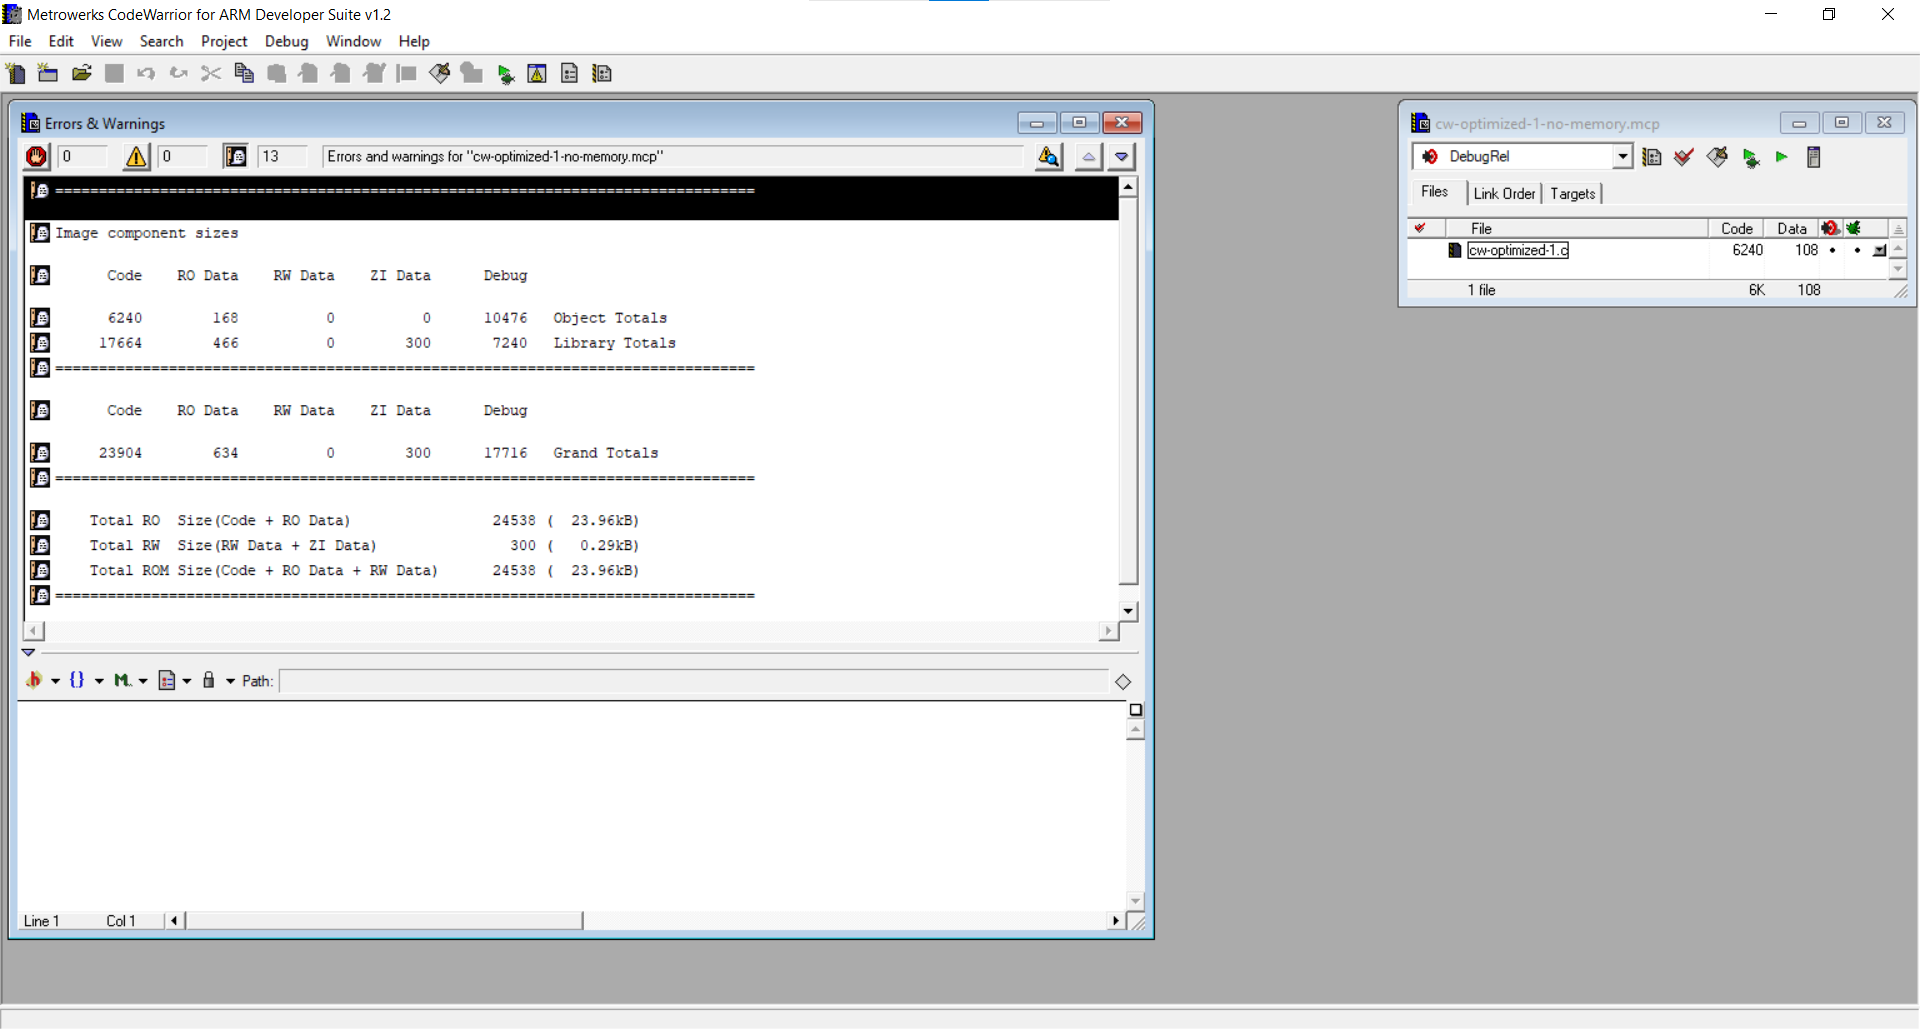 Metrowerks CodeWarrior for ARM Developer Suite v1.2
File Edit View Search Project Debug Window Help
Errors & Warnings
0 0 13 Errors and warnings for "cw-optimized-1-no-memory.mcp"
================================================================================
Image component sizes
Code RO Data RW Data ZI Data Debug
6240 168 0 0 10476 Object Totals
17664 466 0 300 7240 Library Totals
================================================================================
Code RO Data RW Data ZI Data Debug
23904 634 0 300 17716 Grand Totals
================================================================================
Total RO Size(Code + RO Data) 24538 ( 23.96kB)
Total RW Size(RW Data + ZI Data) 300 ( 0.29kB)
Total ROM Size(Code + RO Data + RW Data) 24538 ( 23.96kB)
================================================================================
h {} M. Path:
Line 1 Col 1
cw-optimized-1-no-memory.mcp
DebugRel
Files Link Order Targets
File Code Data
cw-optimized-1.c 6240 108 • •
1 file 6K 108